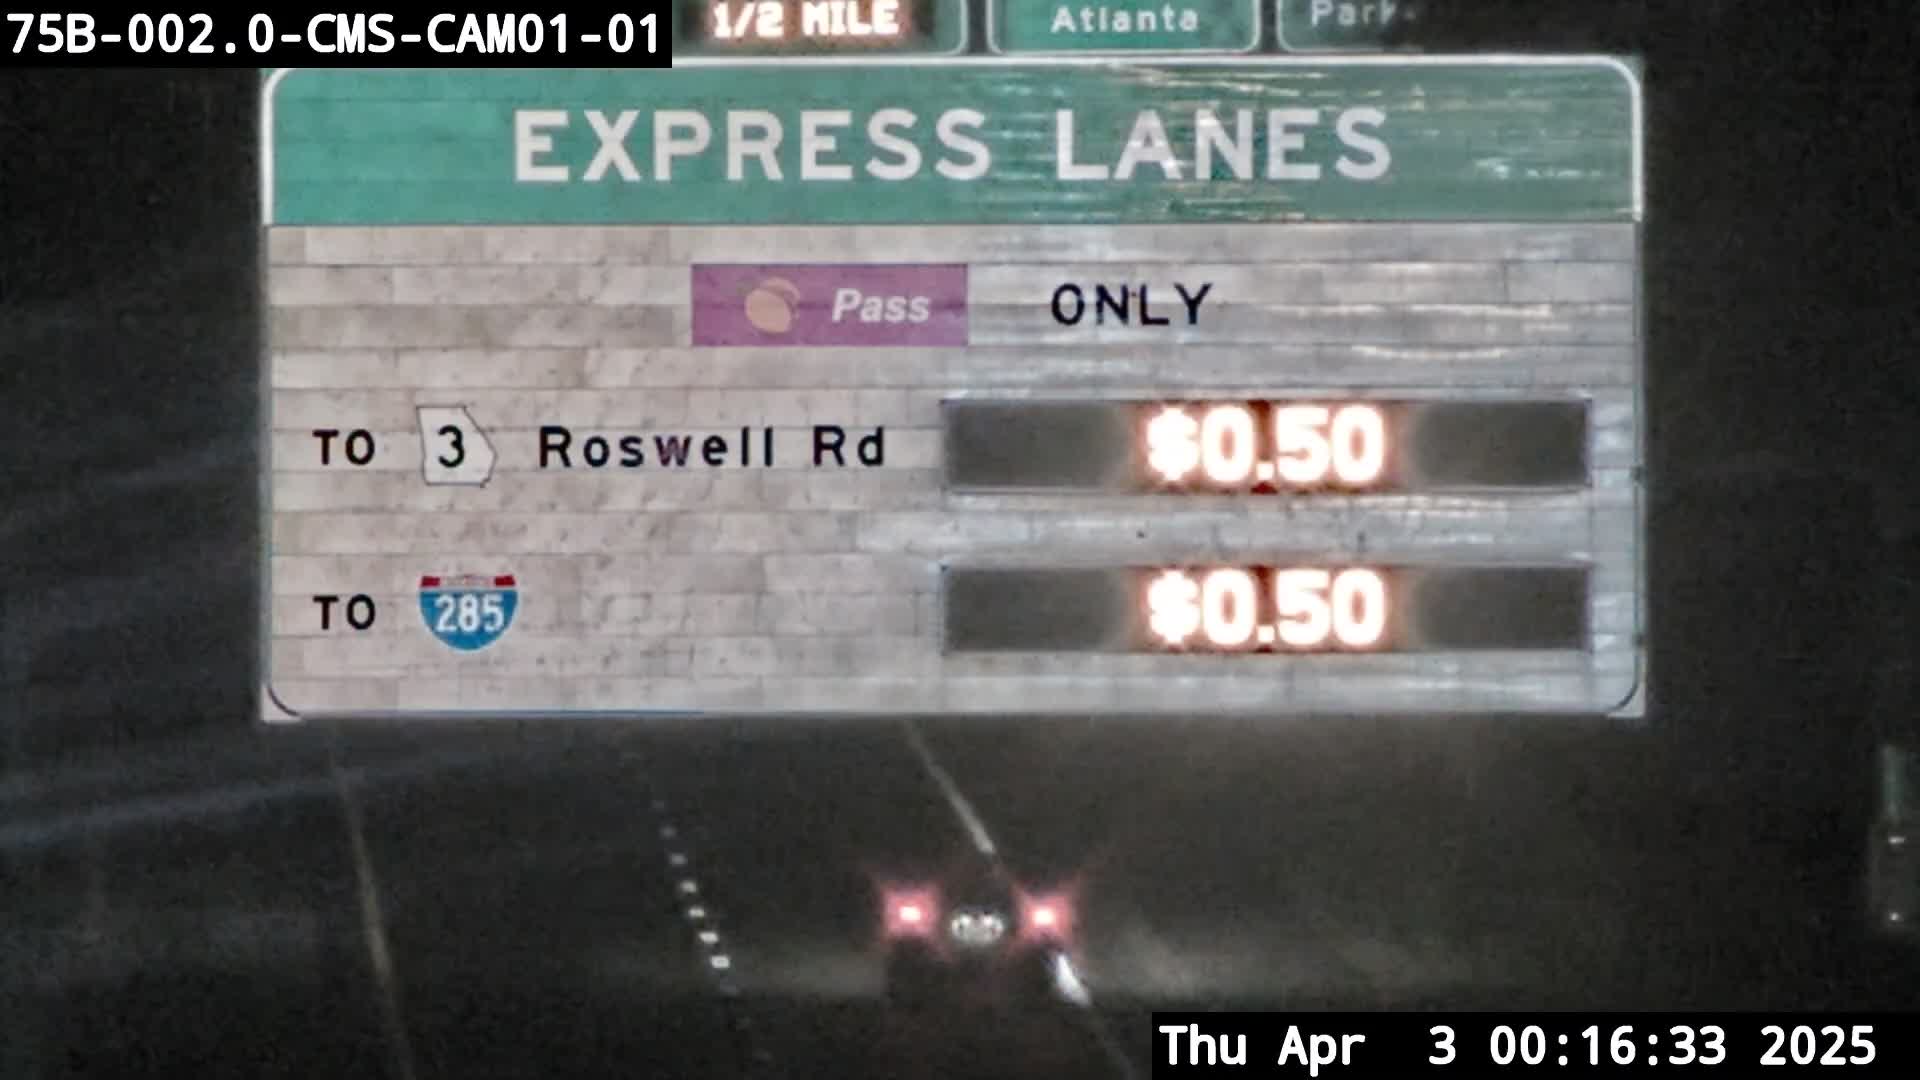 75B-002.0-CMS-CAM01-01
1/2 MILE
Atlanta
Park
EXPRESS LANES
Pass ONLY
TO 3 Roswell Rd $0.50
TO 285 $0.50
Thu Apr 3 00:16:33 2025